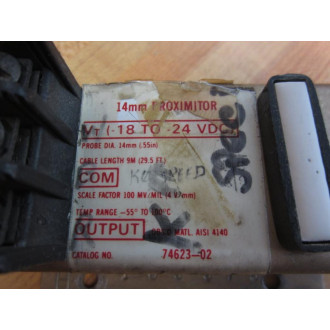 14mm PROXIMITOR
VT (-18 TO -24 VDC)
PROBE DIA. 14mm (.55in)
CABLE LENGTH 9M (29.5 FT)
COM
SCALE FACTOR 100 MV/MIL (4 V/mm)
TEMP RANGE -55° TO 100°C
OUTPUT MATL. AISI 4140
CATALOG NO. 74623-02